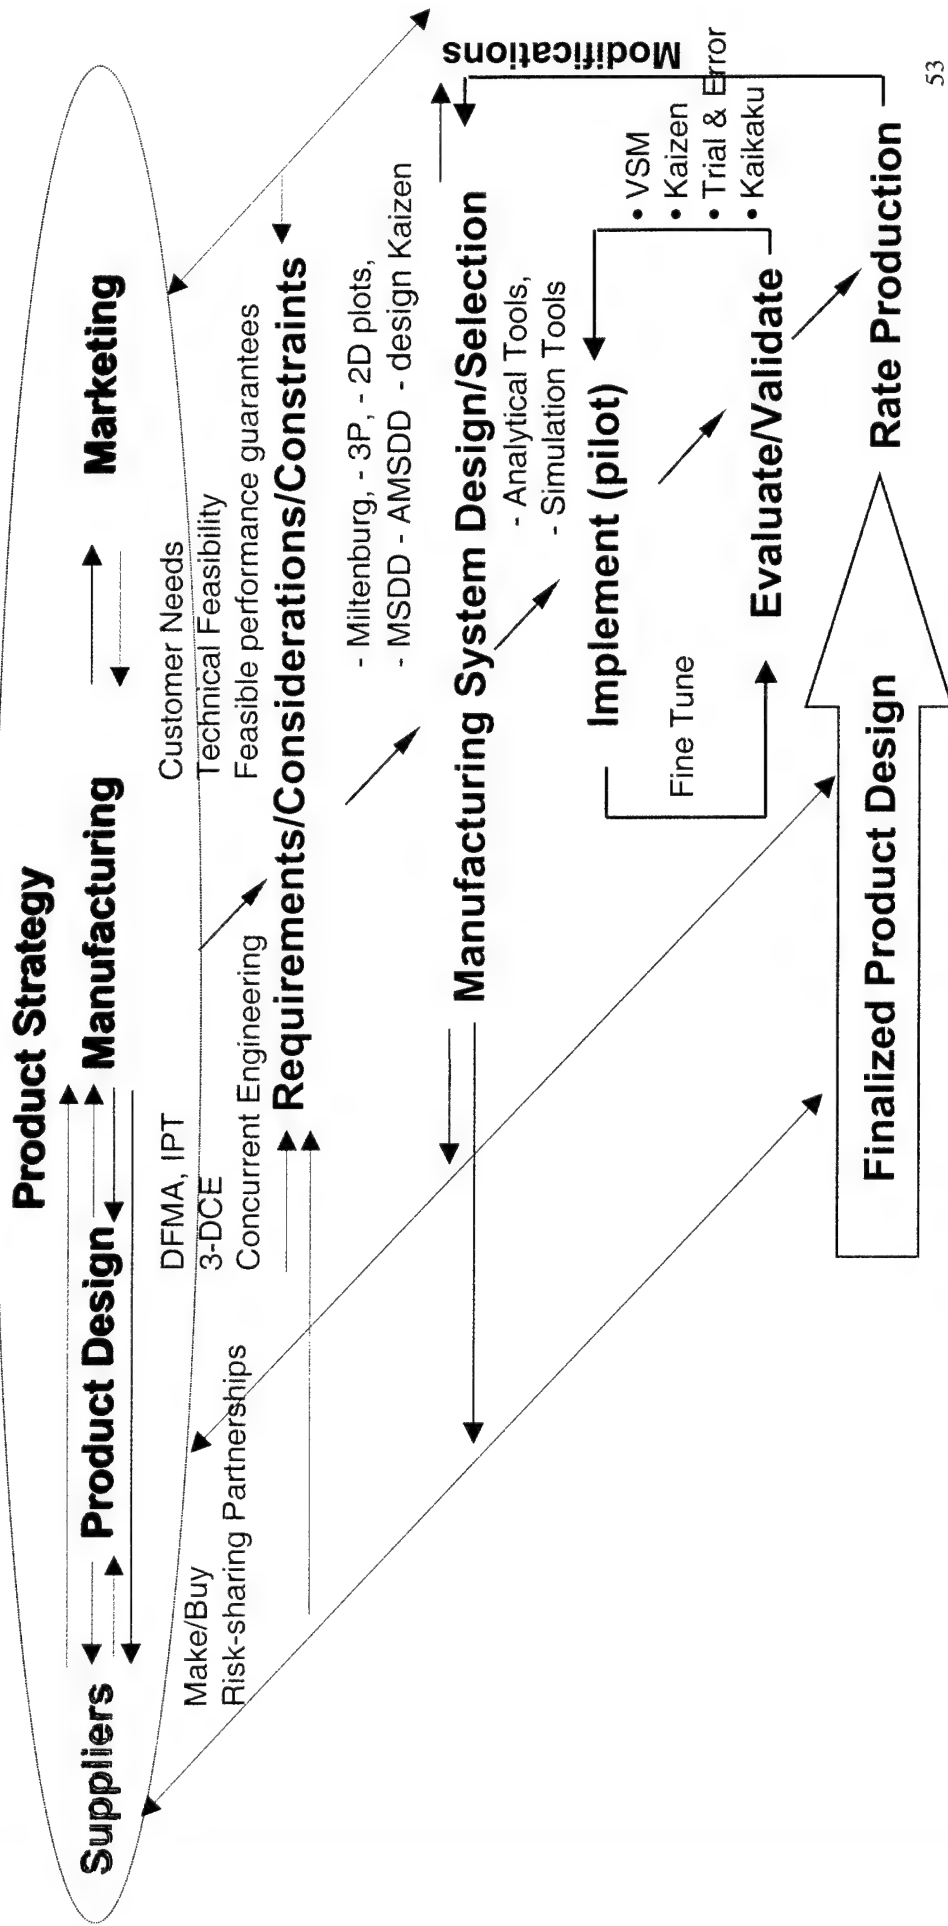 Product Strategy
Suppliers Product Design Manufacturing Marketing
Make/Buy
Risk-sharing Partnerships
DFMA, IPT
3-DCE
Concurrent Engineering
Customer Needs
Technical Feasibility
Feasible performance guarantees
Requirements/Considerations/Constraints
- Miltenburg, - 3P, - 2D plots,
- MSDD - AMSDD - design Kaizen
Manufacturing System Design/Selection
- Analytical Tools,
- Simulation Tools
Modifications
Implement (pilot)
Fine Tune
• VSM
• Kaizen
• Trial & Error
• Kaikaku
Evaluate/Validate
Finalized Product Design
Rate Production
53